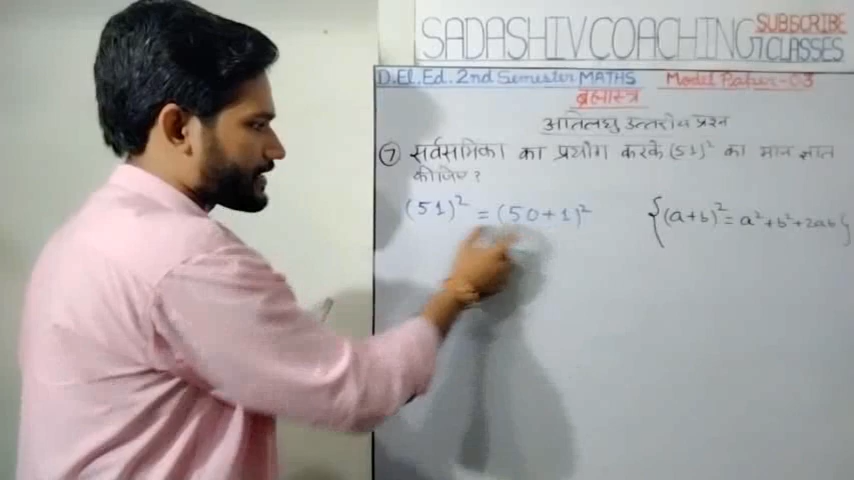 SADASHIV COACHING CLASSES
SUBSCRIBE
D.El.Ed. 2nd Semester MATHS Model Paper-03
ब्रह्मास्त्र
अतिलघु उत्तरीय प्रश्न
7 सर्वसमिका का प्रयोग करके (51)² का मान ज्ञात
कीजिए?
(51)² = (50+1)² {(a+b)² = a²+b²+2ab}